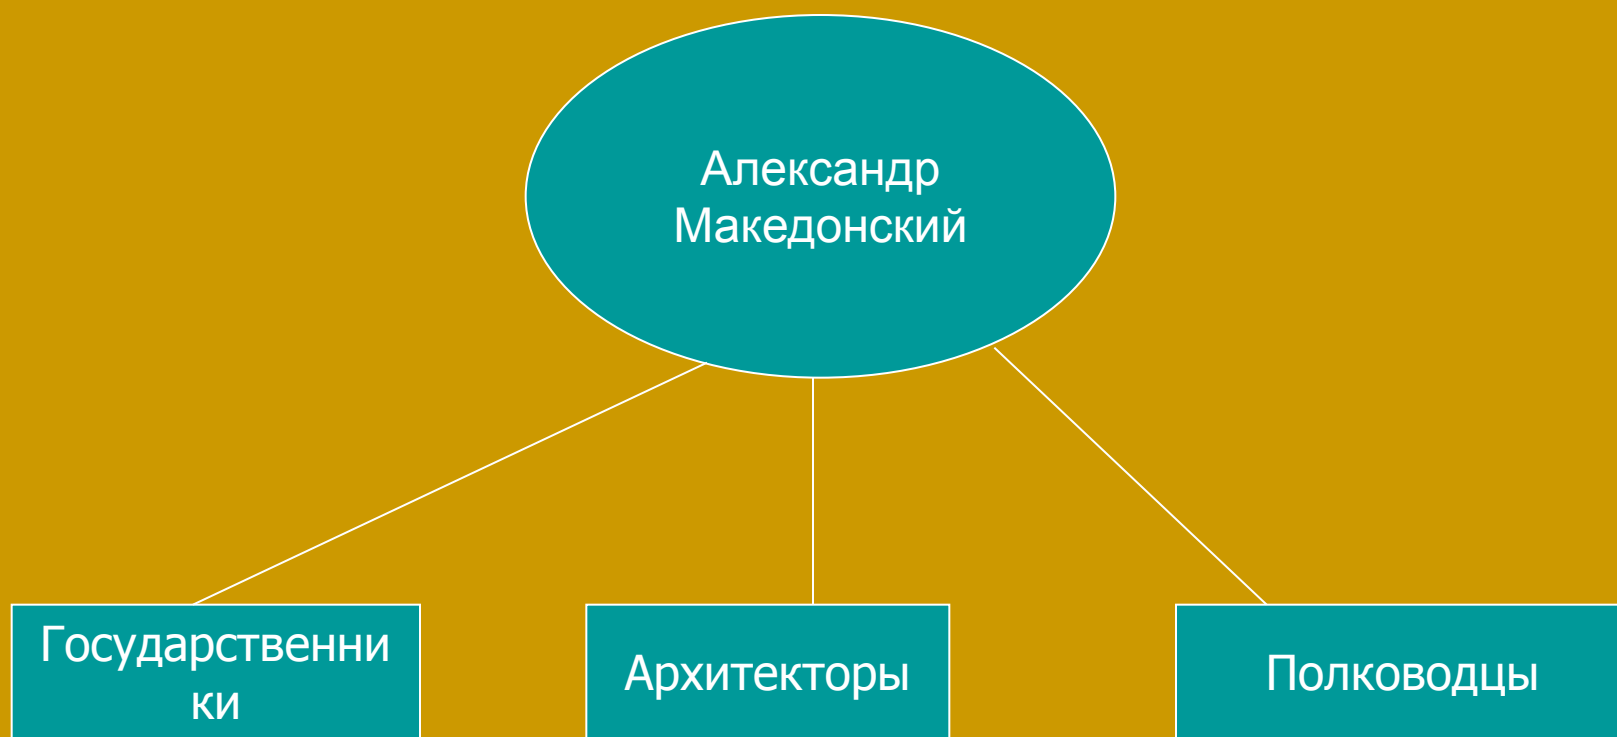 Александр
Македонский
Государственни
ки
Архитекторы
Полководцы